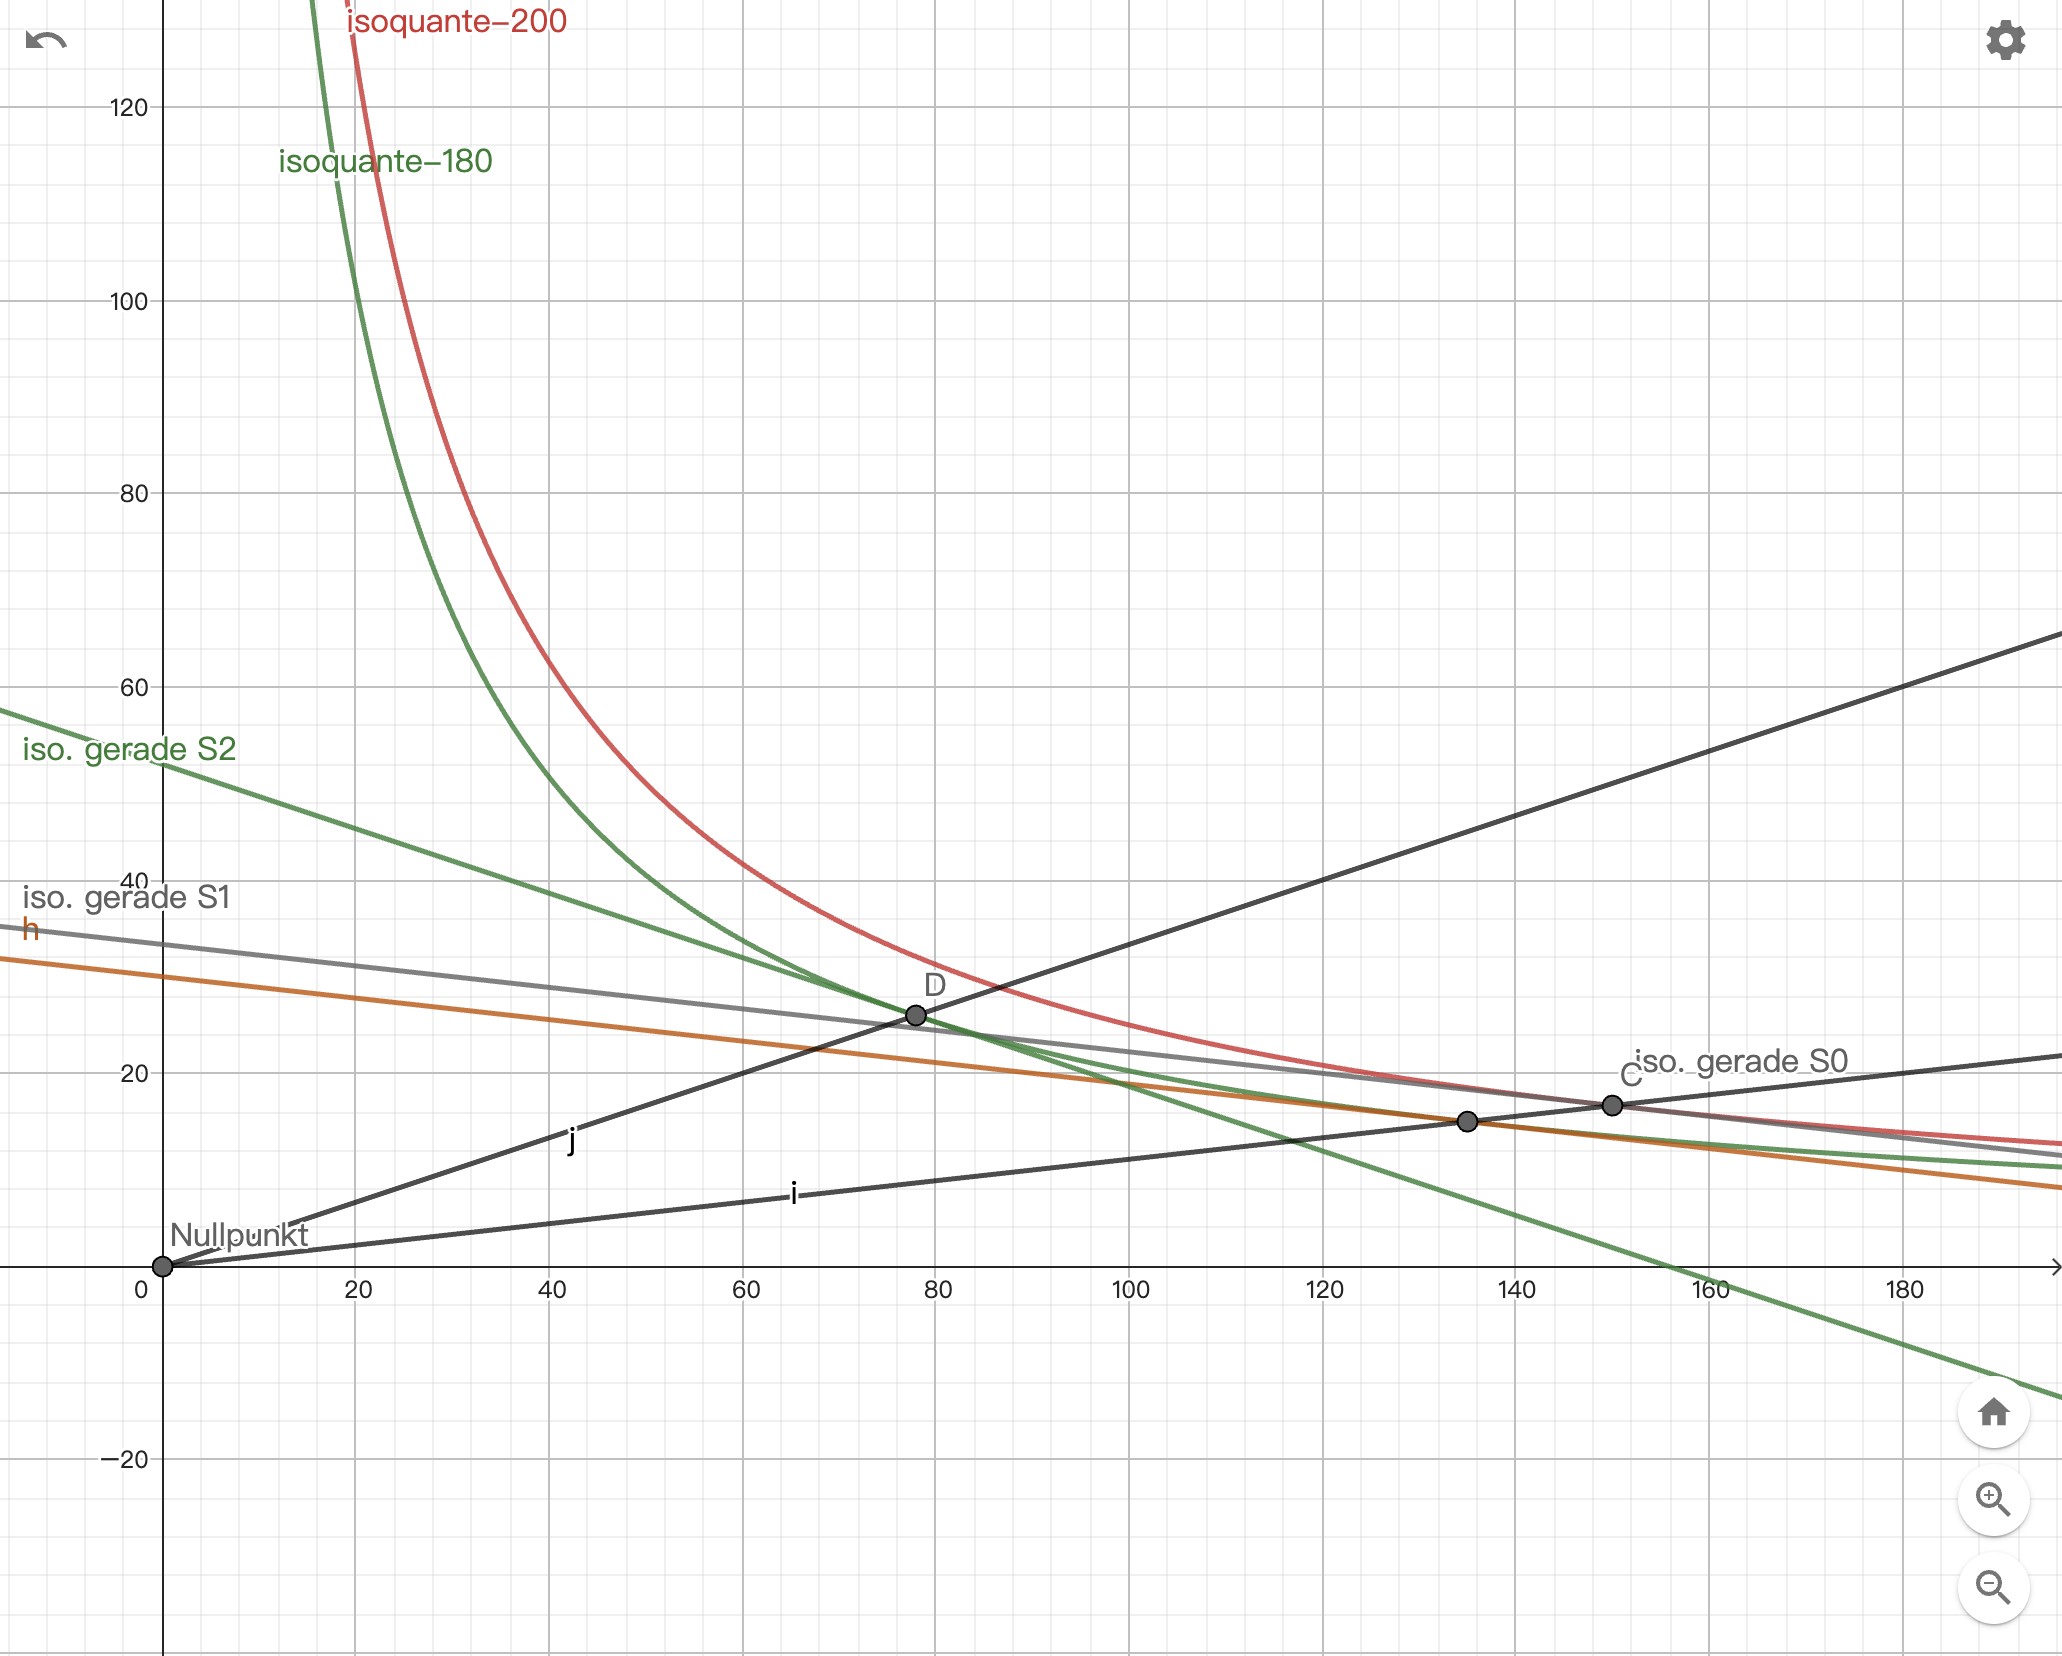 isoquante-200
120
isoquante-180
100
80
60
iso. gerade S2
40
iso. gerade S1
h
D
20
iso. gerade S0
C
j
i
Nullpunkt
0 20 40 60 80 100 120 140 160 180
-20